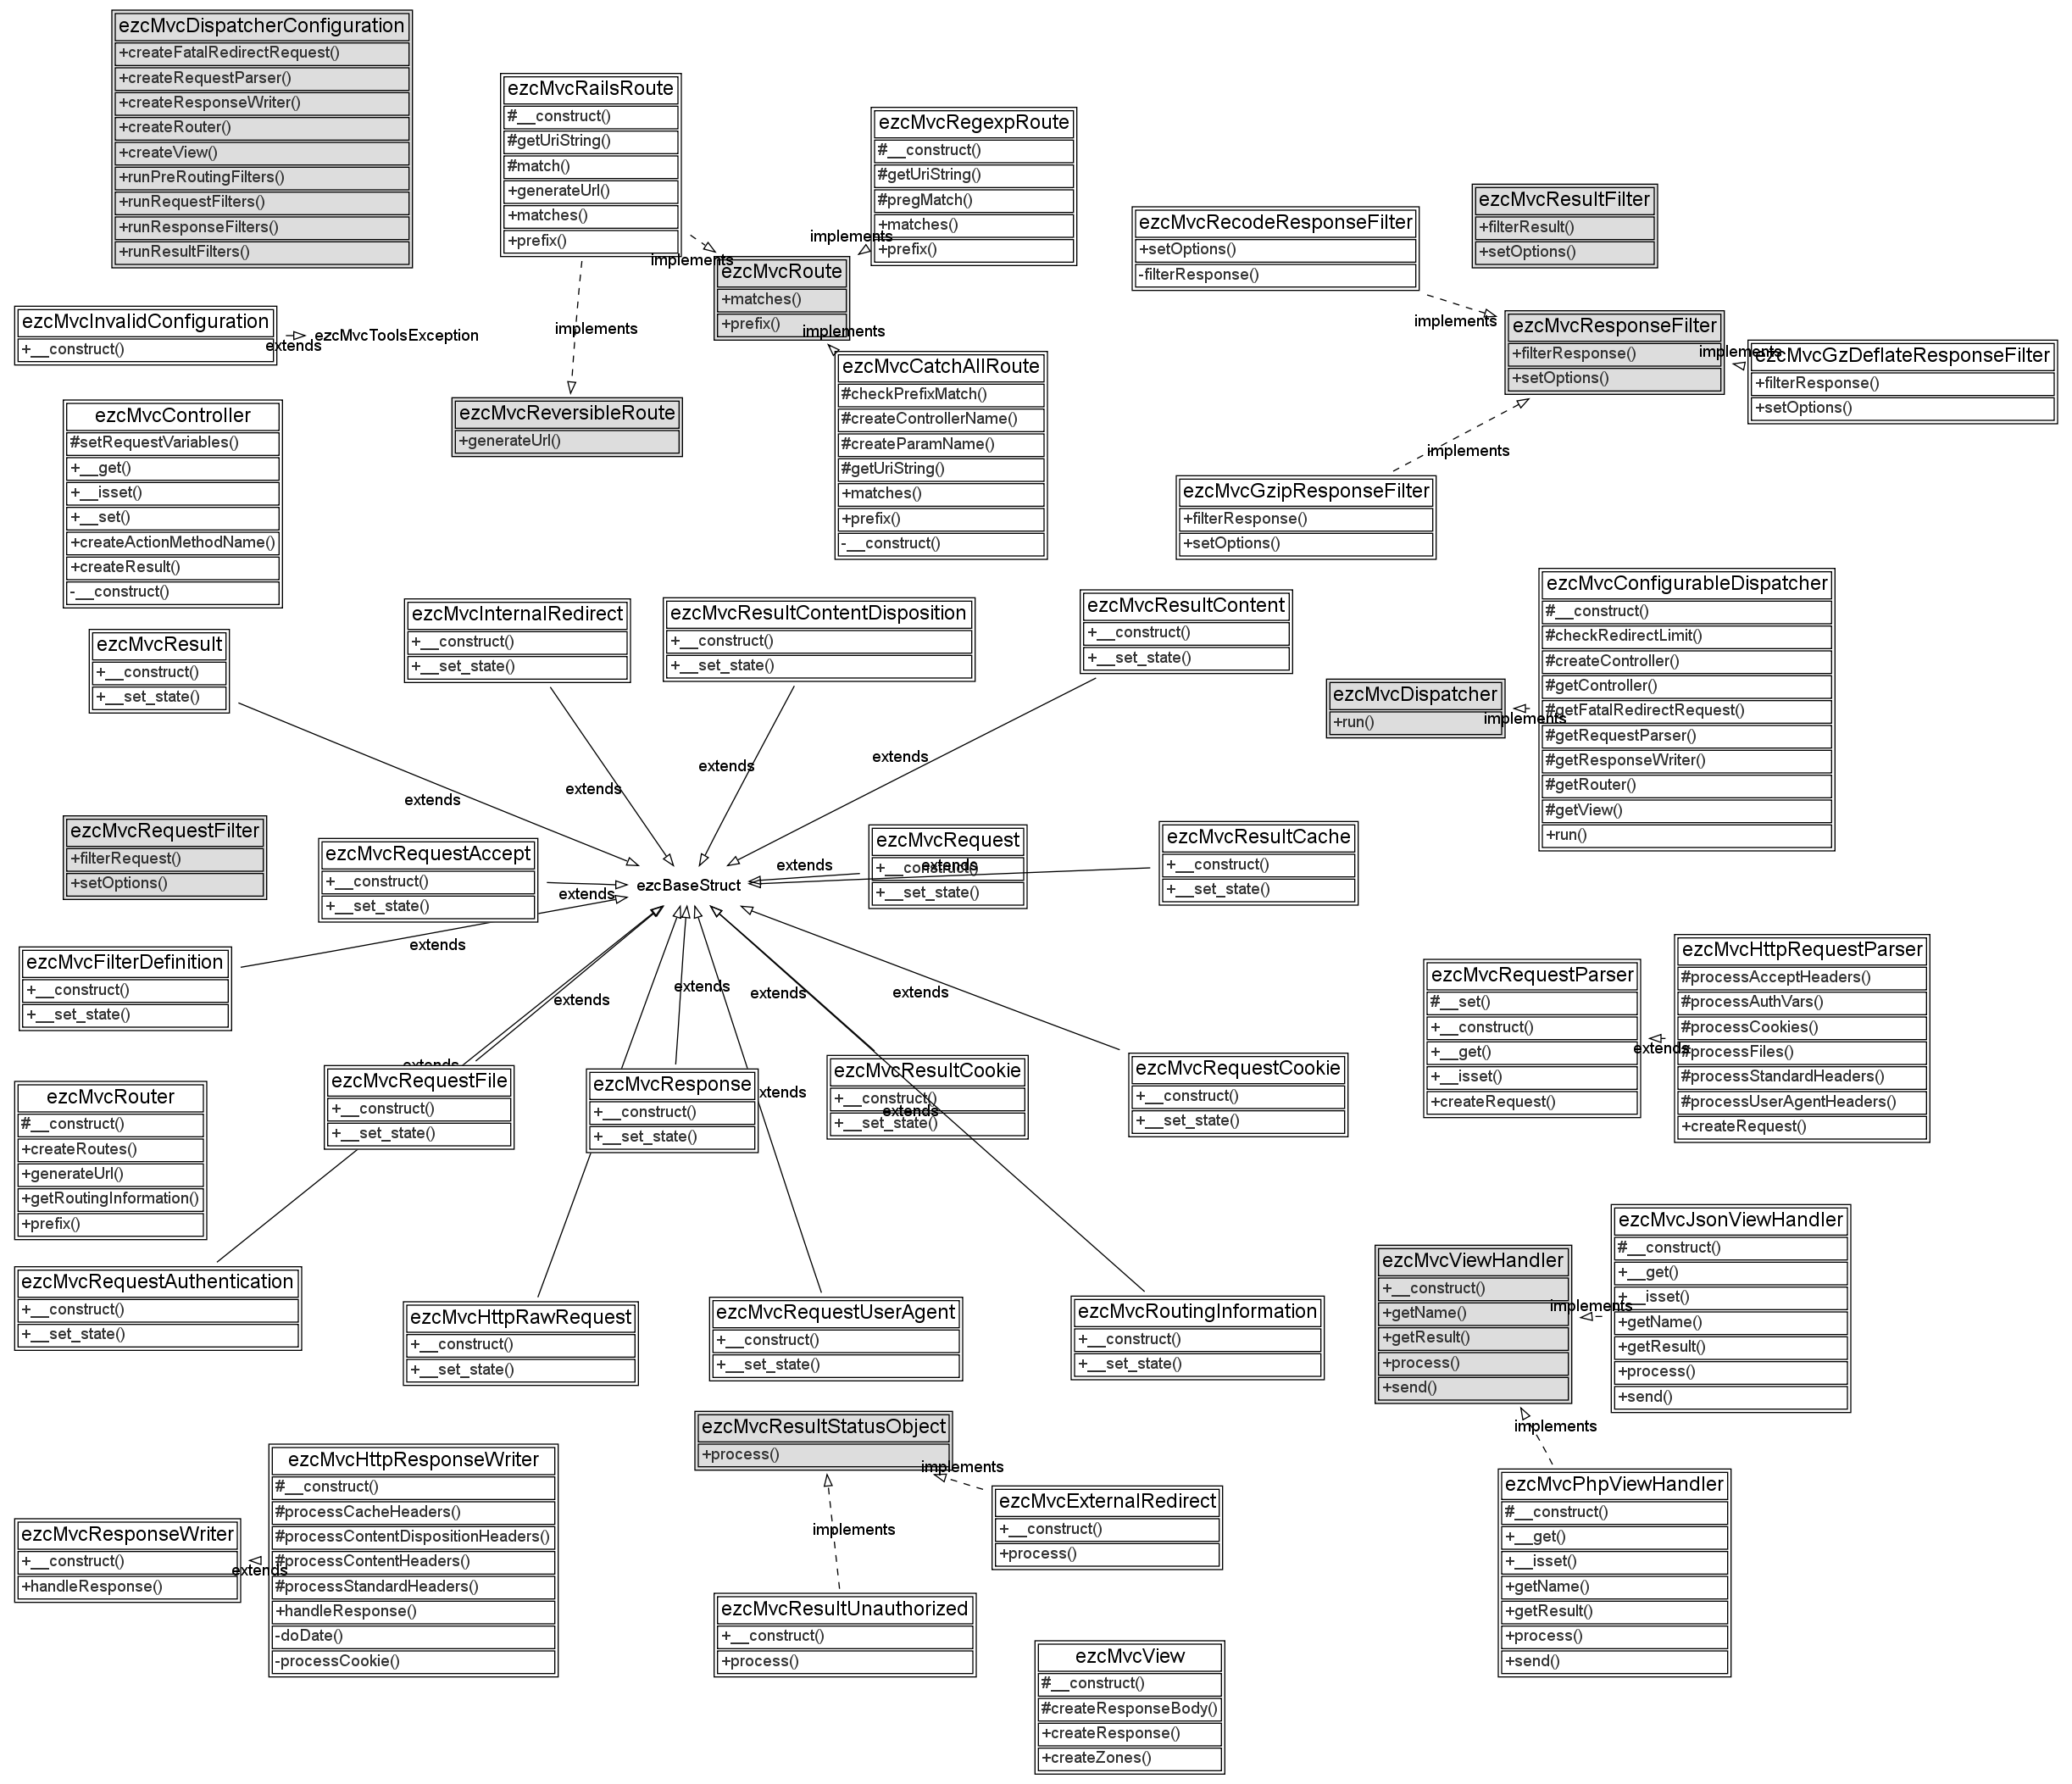 ezcMvcDispatcherConfiguration
+createFatalRedirectRequest()
+createRequestParser()
+createResponseWriter()
+createRouter()
+createView()
+runPreRoutingFilters()
+runRequestFilters()
+runResponseFilters()
+runResultFilters()
ezcMvcRailsRoute
#__construct()
#getUriString()
#match()
+generateUrl()
+matches()
+prefix()
ezcMvcRegexpRoute
#__construct()
#getUriString()
#pregMatch()
+matches()
+prefix()
implements
implements
ezcMvcRoute
+matches()
+prefix()
implements
implements
ezcMvcRecodeResponseFilter
+setOptions()
-filterResponse()
ezcMvcResultFilter
+filterResult()
+setOptions()
implements
ezcMvcResponseFilter
+filterResponse()
+setOptions()
implements
ezcMvcGzDeflateResponseFilter
+filterResponse()
+setOptions()
implements
ezcMvcGzipResponseFilter
+filterResponse()
+setOptions()
ezcMvcInvalidConfiguration
+__construct()
extends
ezcMvcToolsException
ezcMvcReversibleRoute
+generateUrl()
ezcMvcCatchAllRoute
#checkPrefixMatch()
#createControllerName()
#createParamName()
#getUriString()
+matches()
+prefix()
-__construct()
ezcMvcController
#setRequestVariables()
+__get()
+__isset()
+__set()
+createActionMethodName()
+createResult()
-__construct()
ezcMvcResult
+__construct()
+__set_state()
ezcMvcInternalRedirect
+__construct()
+__set_state()
ezcMvcResultContentDisposition
+__construct()
+__set_state()
ezcMvcResultContent
+__construct()
+__set_state()
ezcMvcDispatcher
+run()
implements
ezcMvcConfigurableDispatcher
#__construct()
#checkRedirectLimit()
#createController()
#getController()
#getFatalRedirectRequest()
#getRequestParser()
#getResponseWriter()
#getRouter()
#getView()
+run()
extends
extends
extends
extends
ezcMvcRequestFilter
+filterRequest()
+setOptions()
ezcMvcRequestAccept
+__construct()
+__set_state()
extends
ezcBaseStruct
extends
ezcMvcRequest
+__construct()
+__set_state()
extends
ezcMvcResultCache
+__construct()
+__set_state()
extends
ezcMvcFilterDefinition
+__construct()
+__set_state()
extends
extends
extends
extends
ezcMvcRequestParser
#__set()
+__construct()
+__get()
+__isset()
+createRequest()
extends
ezcMvcHttpRequestParser
#processAcceptHeaders()
#processAuthVars()
#processCookies()
#processFiles()
#processStandardHeaders()
#processUserAgentHeaders()
+createRequest()
ezcMvcRouter
#__construct()
+createRoutes()
+generateUrl()
+getRoutingInformation()
+prefix()
extends
ezcMvcRequestFile
+__construct()
+__set_state()
ezcMvcResponse
+__construct()
+__set_state()
xtends
ezcMvcResultCookie
+__construct()
+__set_state()
extends
ezcMvcRequestCookie
+__construct()
+__set_state()
ezcMvcRequestAuthentication
+__construct()
+__set_state()
ezcMvcHttpRawRequest
+__construct()
+__set_state()
ezcMvcRequestUserAgent
+__construct()
+__set_state()
ezcMvcRoutingInformation
+__construct()
+__set_state()
ezcMvcViewHandler
+__construct()
+getName()
+getResult()
+process()
+send()
implements
ezcMvcJsonViewHandler
#__construct()
+__get()
+__isset()
+getName()
+getResult()
+process()
+send()
implements
ezcMvcPhpViewHandler
#__construct()
+__get()
+__isset()
+getName()
+getResult()
+process()
+send()
ezcMvcResponseWriter
+__construct()
+handleResponse()
extends
ezcMvcHttpResponseWriter
#__construct()
#processCacheHeaders()
#processContentDispositionHeaders()
#processContentHeaders()
#processStandardHeaders()
+handleResponse()
-doDate()
-processCookie()
ezcMvcResultStatusObject
+process()
implements
implements
ezcMvcExternalRedirect
+__construct()
+process()
ezcMvcResultUnauthorized
+__construct()
+process()
ezcMvcView
#__construct()
#createResponseBody()
+createResponse()
+createZones()